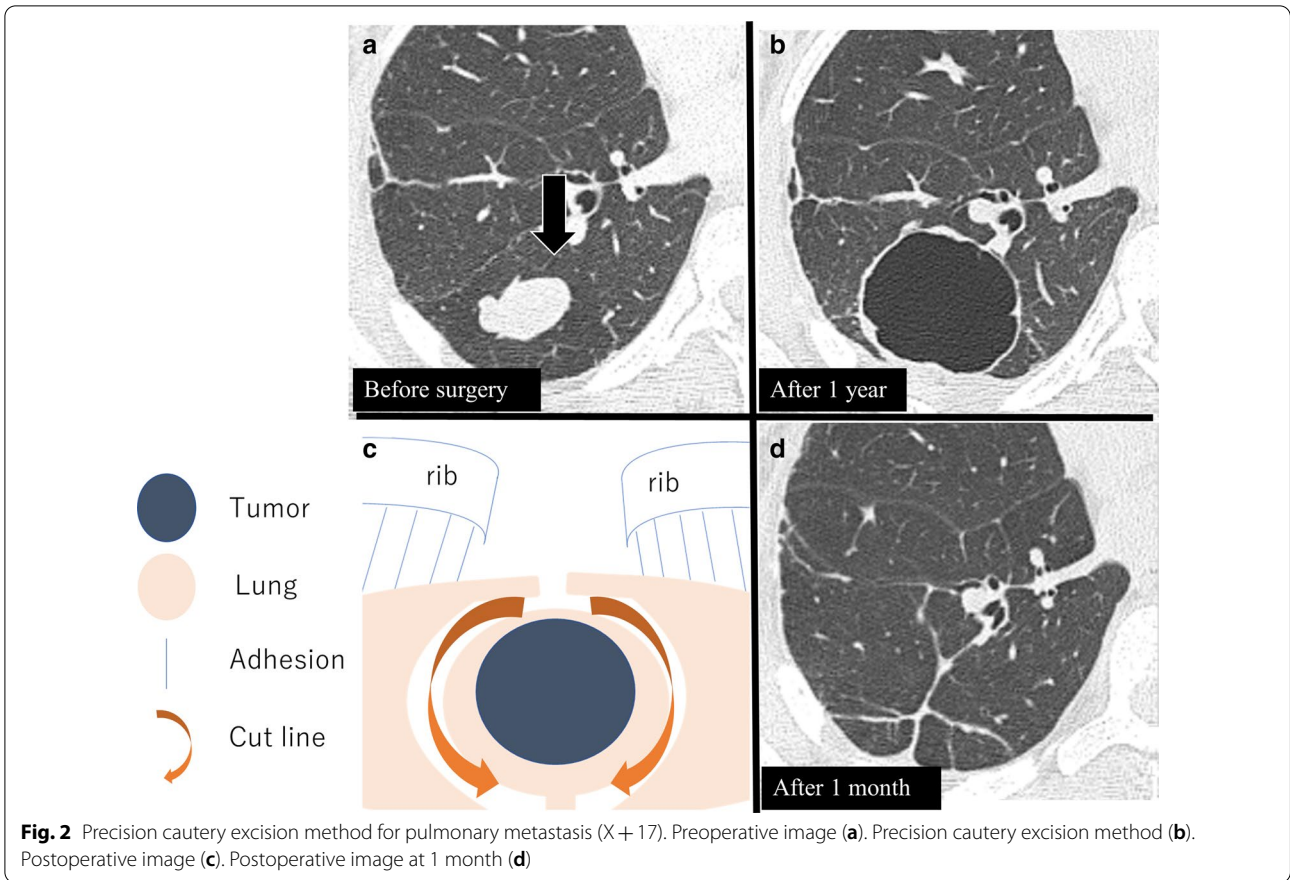 a
Before surgery
b
After 1 year
c
rib
rib
Tumor
Lung
Adhesion
Cut line
d
After 1 month
Fig. 2 Precision cautery excision method for pulmonary metastasis (X + 17). Preoperative image (a). Precision cautery excision method (b).
Postoperative image (c). Postoperative image at 1 month (d)